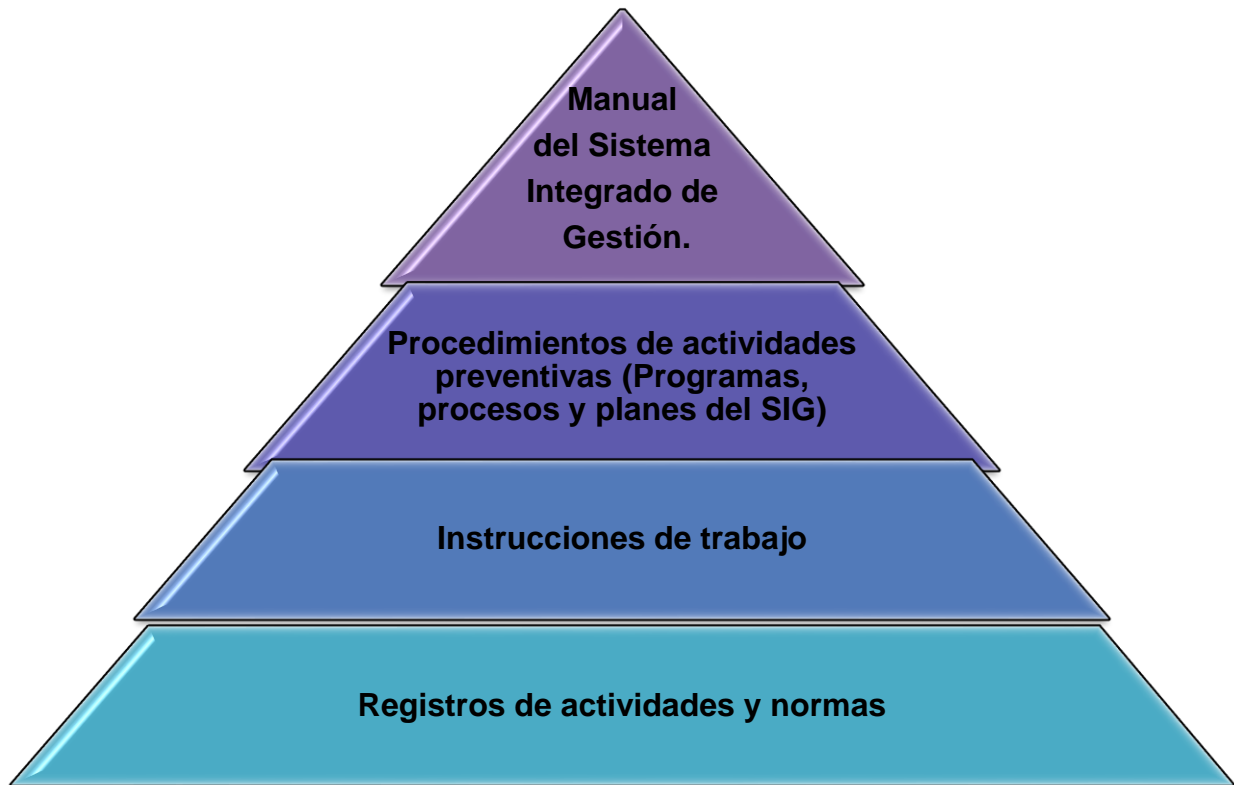 Manual
del Sistema
Integrado de
Gestión.
Procedimientos de actividades
preventivas (Programas,
procesos y planes del SIG)
Instrucciones de trabajo
Registros de actividades y normas